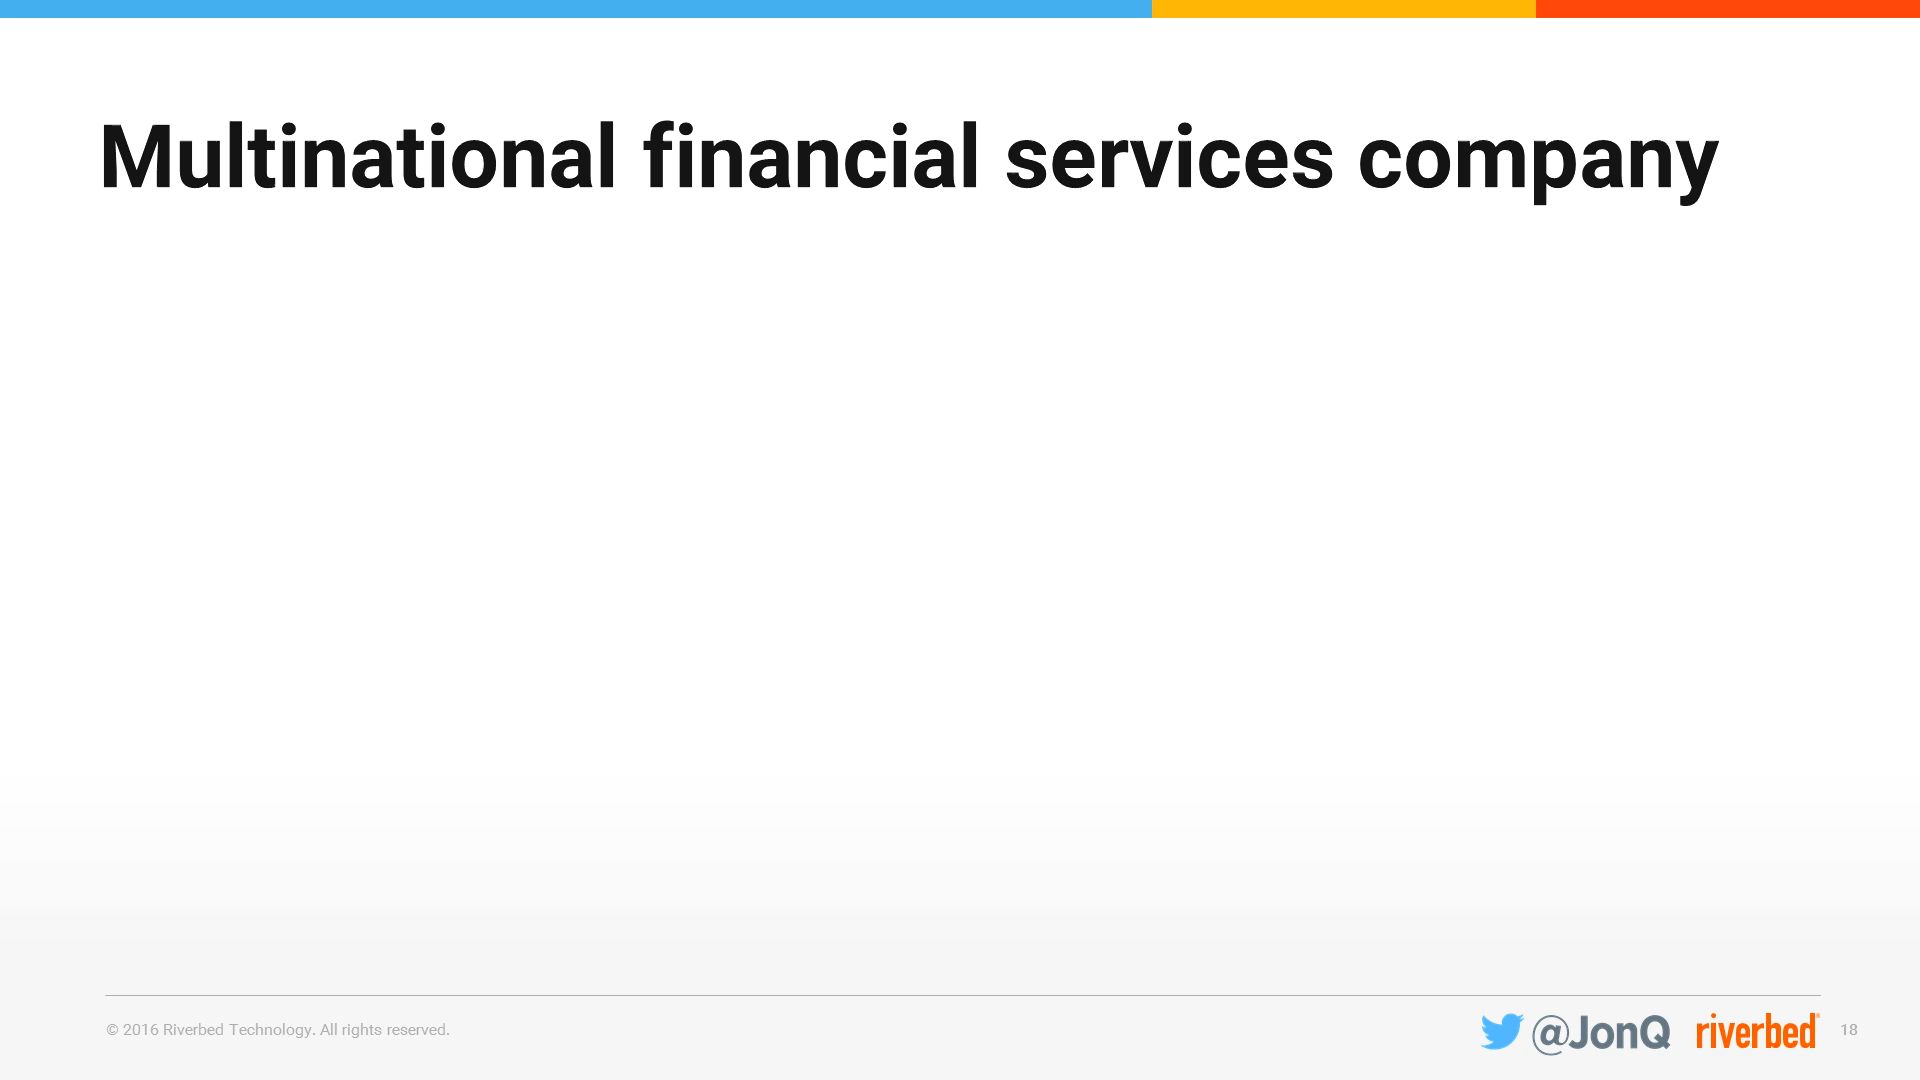 Multinational financial services company
© 2016 Riverbed Technology. All rights reserved.
@JonQ
riverbed®
18